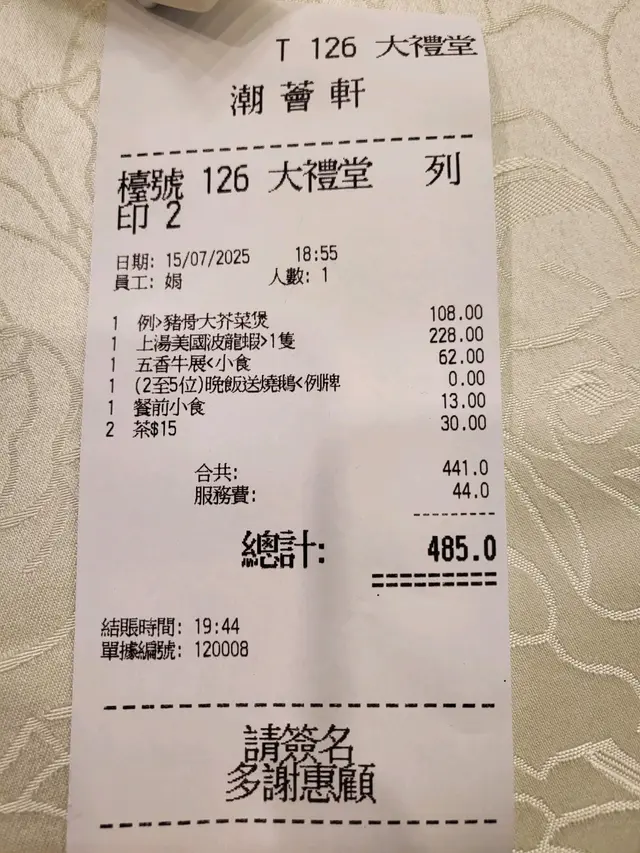 T 126 大禮堂
潮薈軒
檯號 126 大禮堂 列
印 2
日期: 15/07/2025 18:55
員工: 娟 人數: 1
1 例>豬骨大芥菜煲 108.00
1 上湯美國波龍蝦>1隻 228.00
1 五香牛展<小食 62.00
1 (2至5位)晚飯送燒鵝<例牌 0.00
1 餐前小食 13.00
2 茶$15 30.00
合共: 441.0
服務費: 44.0
總計: 485.0
結賬時間: 19:44
單據編號: 120008
請簽名
多謝惠顧